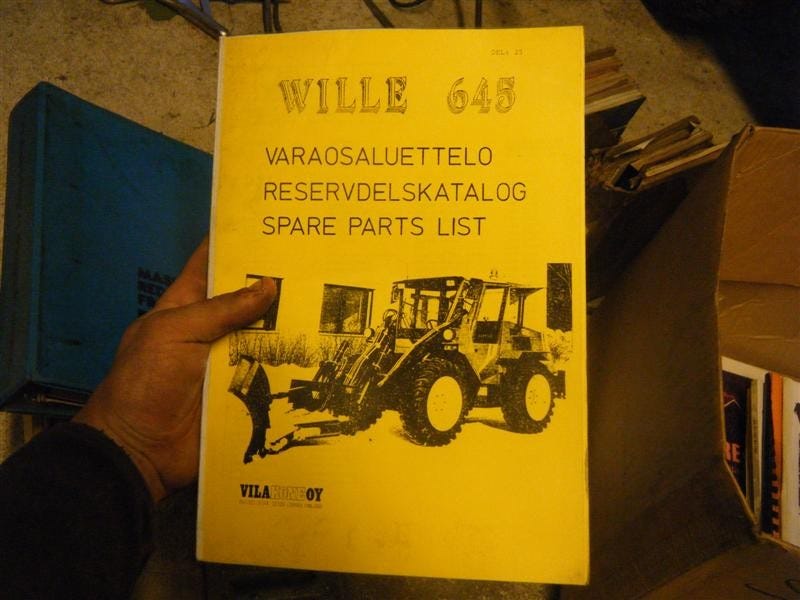 WILLE 645
VARAOSALUETTELO
RESERVDELSKATALOG
SPARE PARTS LIST
VILAKONE OY